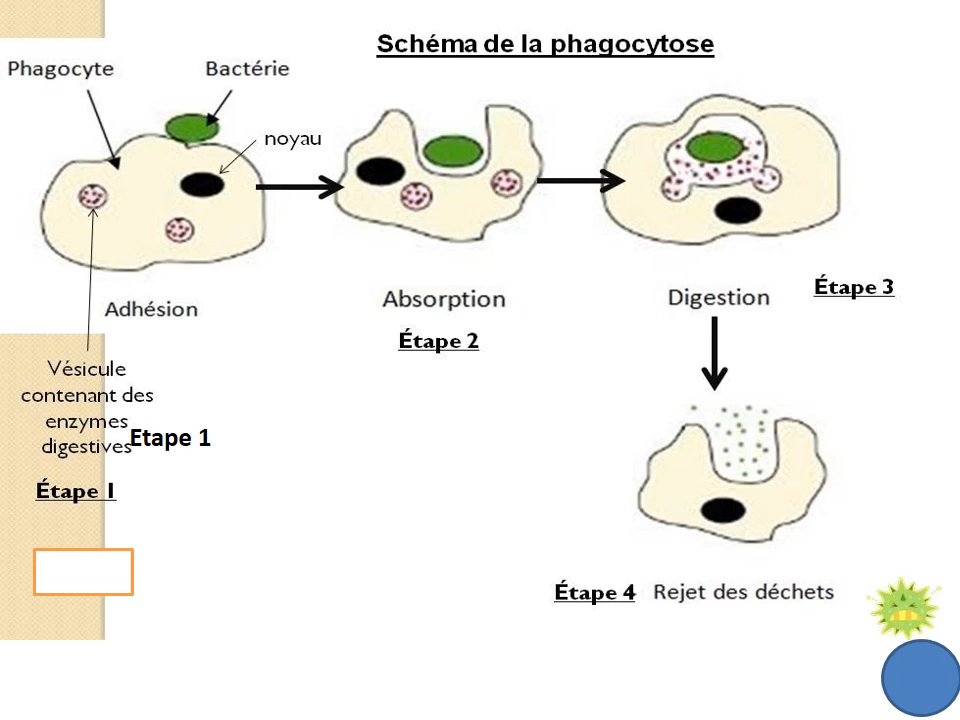 Schéma de la phagocytose
Phagocyte
Bactérie
noyau
Adhésion
Absorption
Digestion
Étape 3
Étape 2
Vésicule
contenant des
enzymes
digestives
Etape 1
Étape 1
Étape 4
Rejet des déchets